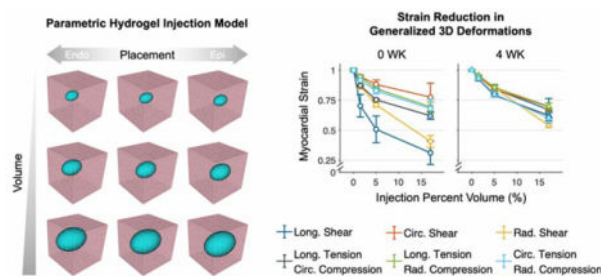 Parametric Hydrogel Injection Model
Endo Placement Epi
Volume
Strain Reduction in
Generalized 3D Deformations
0 WK 4 WK
Myocardial Strain
1
0.75
0.5
0.25
0
0 5 10 15 0 5 10 15
Injection Percent Volume (%)
Long. Shear Circ. Shear Rad. Shear
Long. Tension Long. Tension Circ. Tension
Circ. Compression Rad. Compression Rad. Compression